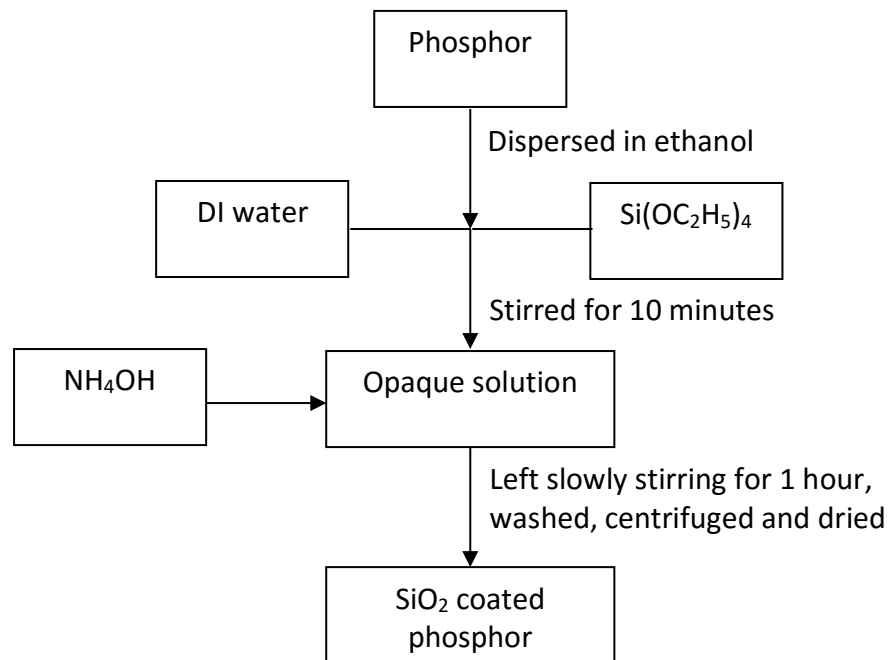 Phosphor
Dispersed in ethanol
DI water
Si(OC₂H₅)₄
Stirred for 10 minutes
NH₄OH
Opaque solution
Left slowly stirring for 1 hour,
washed, centrifuged and dried
SiO₂ coated
phosphor